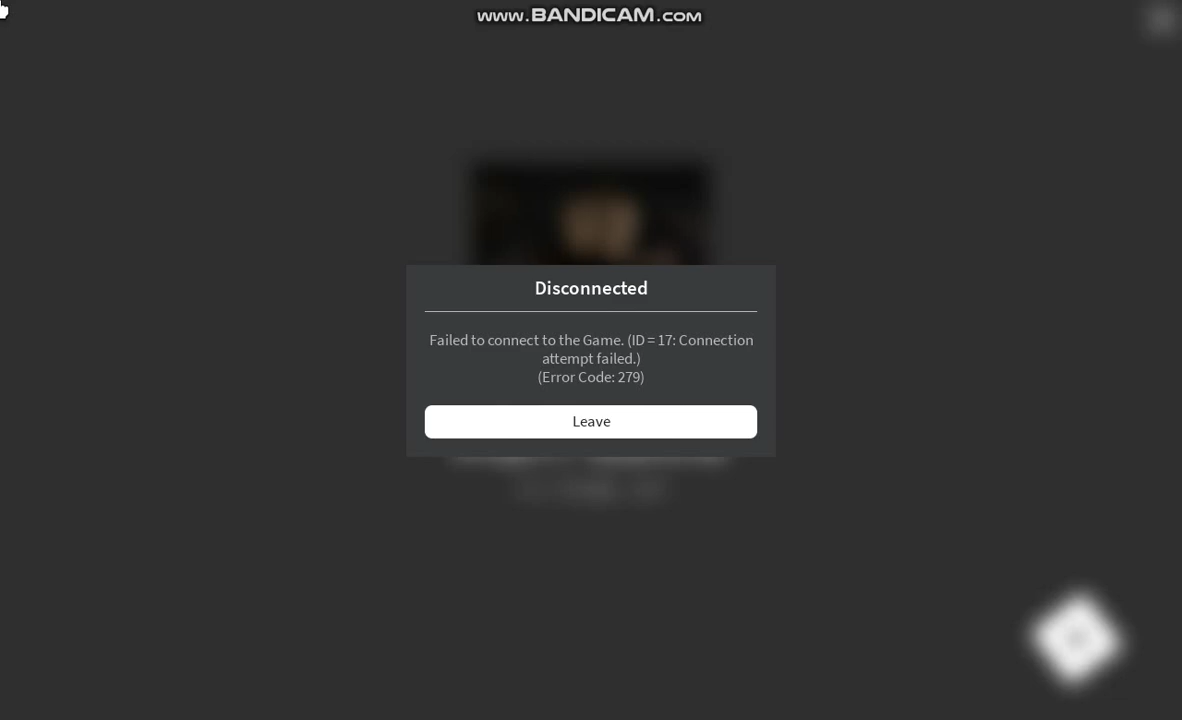 www.BANDICAM.com
Disconnected
Failed to connect to the Game. (ID = 17: Connection
attempt failed.)
(Error Code: 279)
Leave